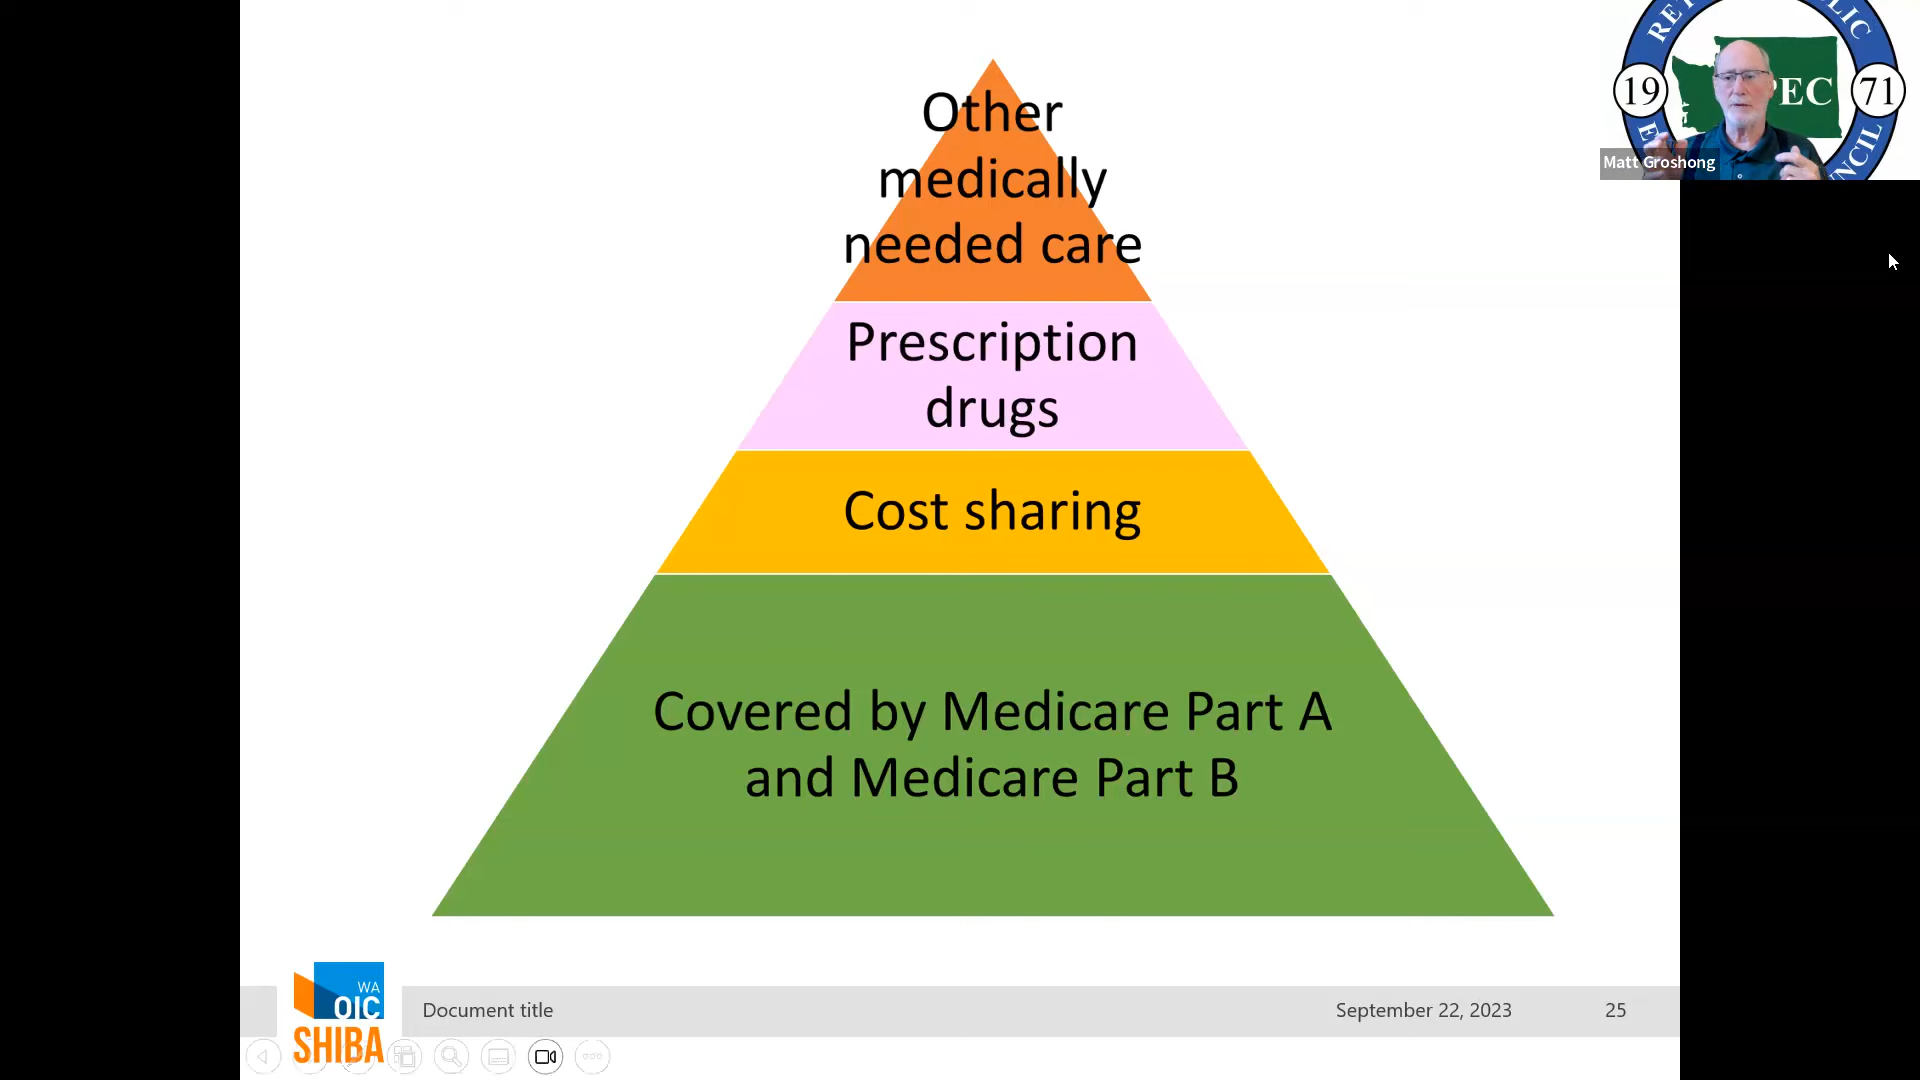 Other
medically
needed care
Prescription
drugs
Cost sharing
Covered by Medicare Part A
and Medicare Part B
19
71
EC
Matt Groshong
WA
OIC
SHIBA
Document title
September 22, 2023
25